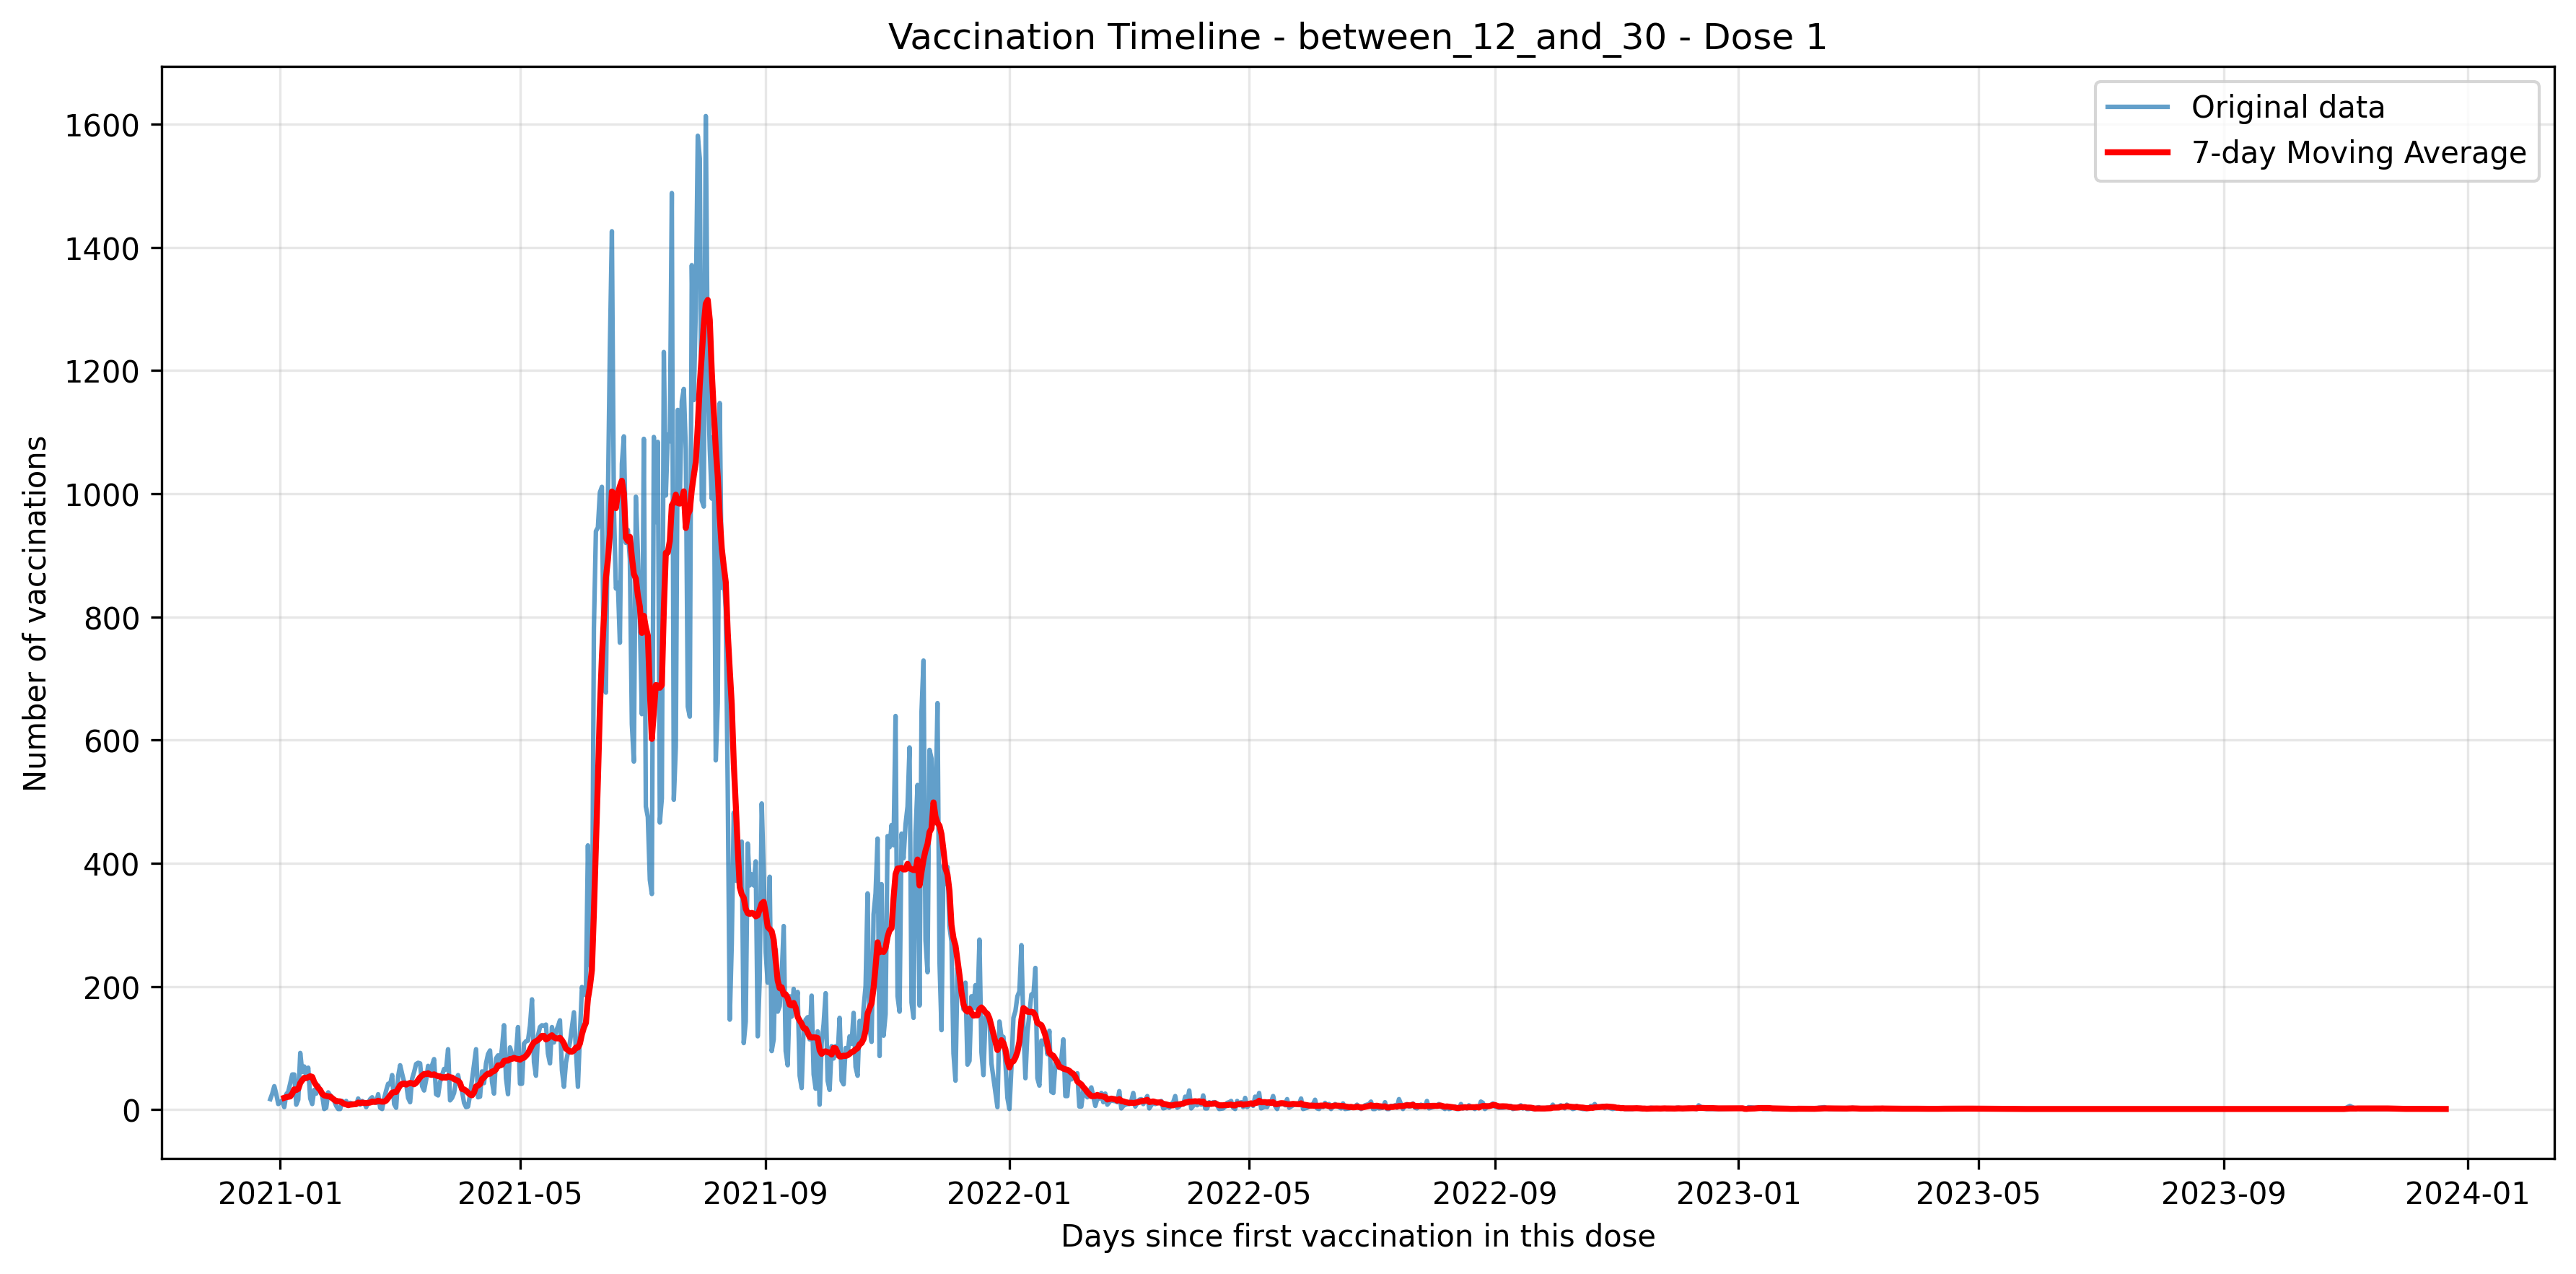 Vaccination Timeline - between_12_and_30 - Dose 1
Original data
7-day Moving Average
Number of vaccinations
1600
1400
1200
1000
800
600
400
200
0
2021-01 2021-05 2021-09 2022-01 2022-05 2022-09 2023-01 2023-05 2023-09 2024-01
Days since first vaccination in this dose